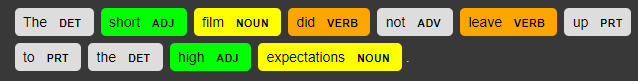 The DET short ADJ film NOUN did VERB not ADV leave VERB up PRT
to PRT the DET high ADJ expectations NOUN .